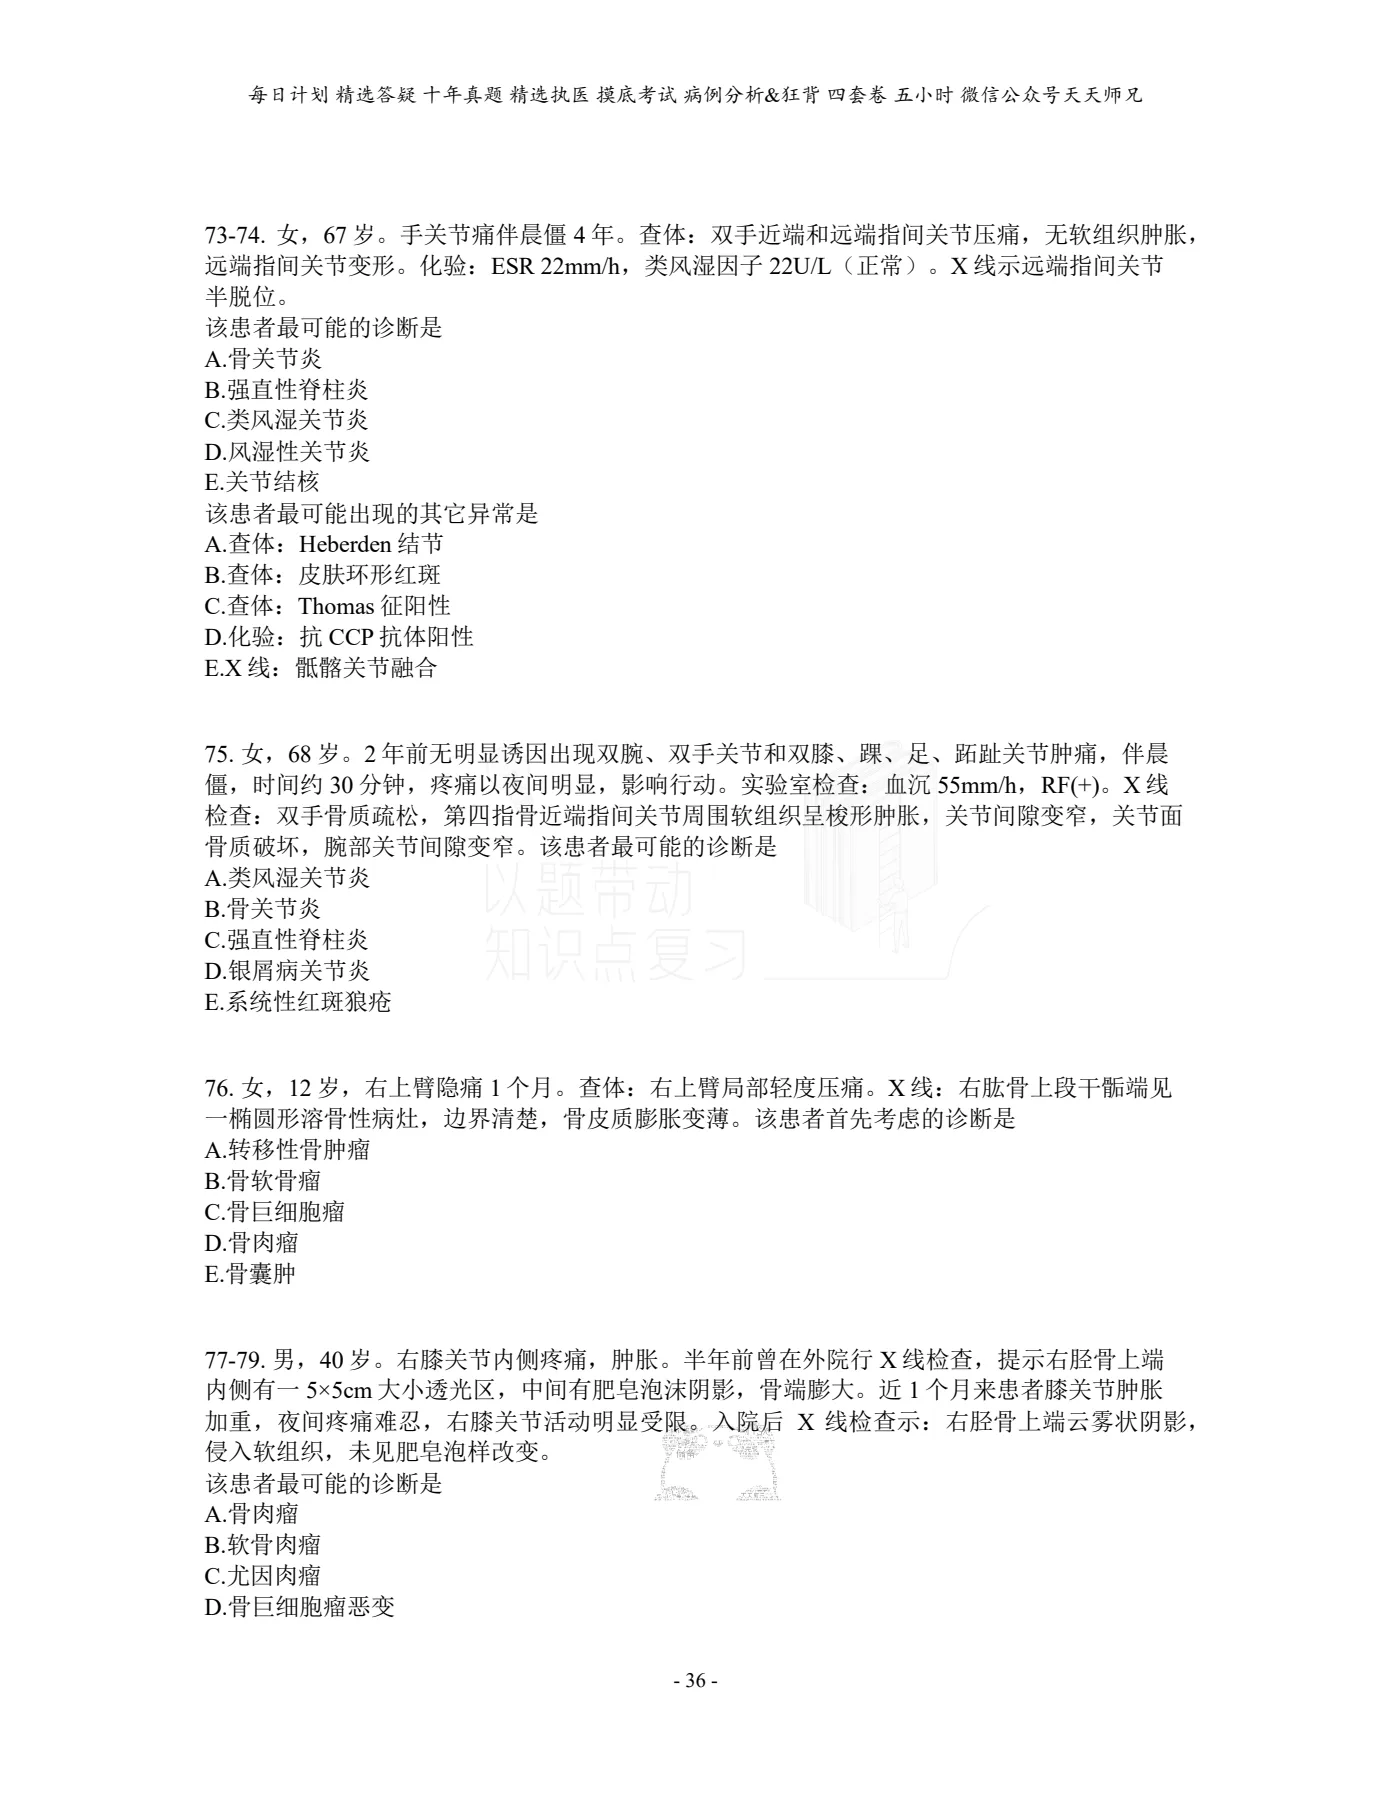 每日计划 精选答疑 十年真题 精选执医 摸底考试 病例分析&狂背 四套卷 五小时 微信公众号天天师兄
73-74. 女，67 岁。手关节痛伴晨僵 4 年。查体：双手近端和远端指间关节压痛，无软组织肿胀，
远端指间关节变形。化验：ESR 22mm/h，类风湿因子 22U/L（正常）。X 线示远端指间关节
半脱位。
该患者最可能的诊断是
A.骨关节炎
B.强直性脊柱炎
C.类风湿关节炎
D.风湿性关节炎
E.关节结核
该患者最可能出现的其它异常是
A.查体：Heberden 结节
B.查体：皮肤环形红斑
C.查体：Thomas 征阳性
D.化验：抗 CCP 抗体阳性
E.X 线：骶髂关节融合
75. 女，68 岁。2 年前无明显诱因出现双腕、双手关节和双膝、踝、足、跖趾关节肿痛，伴晨
僵，时间约 30 分钟，疼痛以夜间明显，影响行动。实验室检查：血沉 55mm/h，RF(+)。X 线
检查：双手骨质疏松，第四指骨近端指间关节周围软组织呈梭形肿胀，关节间隙变窄，关节面
骨质破坏，腕部关节间隙变窄。该患者最可能的诊断是
A.类风湿关节炎
B.骨关节炎
C.强直性脊柱炎
D.银屑病关节炎
E.系统性红斑狼疮
以题带动
知识点复习
76. 女，12 岁，右上臂隐痛 1 个月。查体：右上臂局部轻度压痛。X 线：右肱骨上段干骺端见
一椭圆形溶骨性病灶，边界清楚，骨皮质膨胀变薄。该患者首先考虑的诊断是
A.转移性骨肿瘤
B.骨软骨瘤
C.骨巨细胞瘤
D.骨肉瘤
E.骨囊肿
77-79. 男，40 岁。右膝关节内侧疼痛，肿胀。半年前曾在外院行 X 线检查，提示右胫骨上端
内侧有一 5×5cm 大小透光区，中间有肥皂泡沫阴影，骨端膨大。近 1 个月来患者膝关节肿胀
加重，夜间疼痛难忍，右膝关节活动明显受限。入院后 X 线检查示：右胫骨上端云雾状阴影，
侵入软组织，未见肥皂泡样改变。
该患者最可能的诊断是
A.骨肉瘤
B.软骨肉瘤
C.尤因肉瘤
D.骨巨细胞瘤恶变
- 36 -